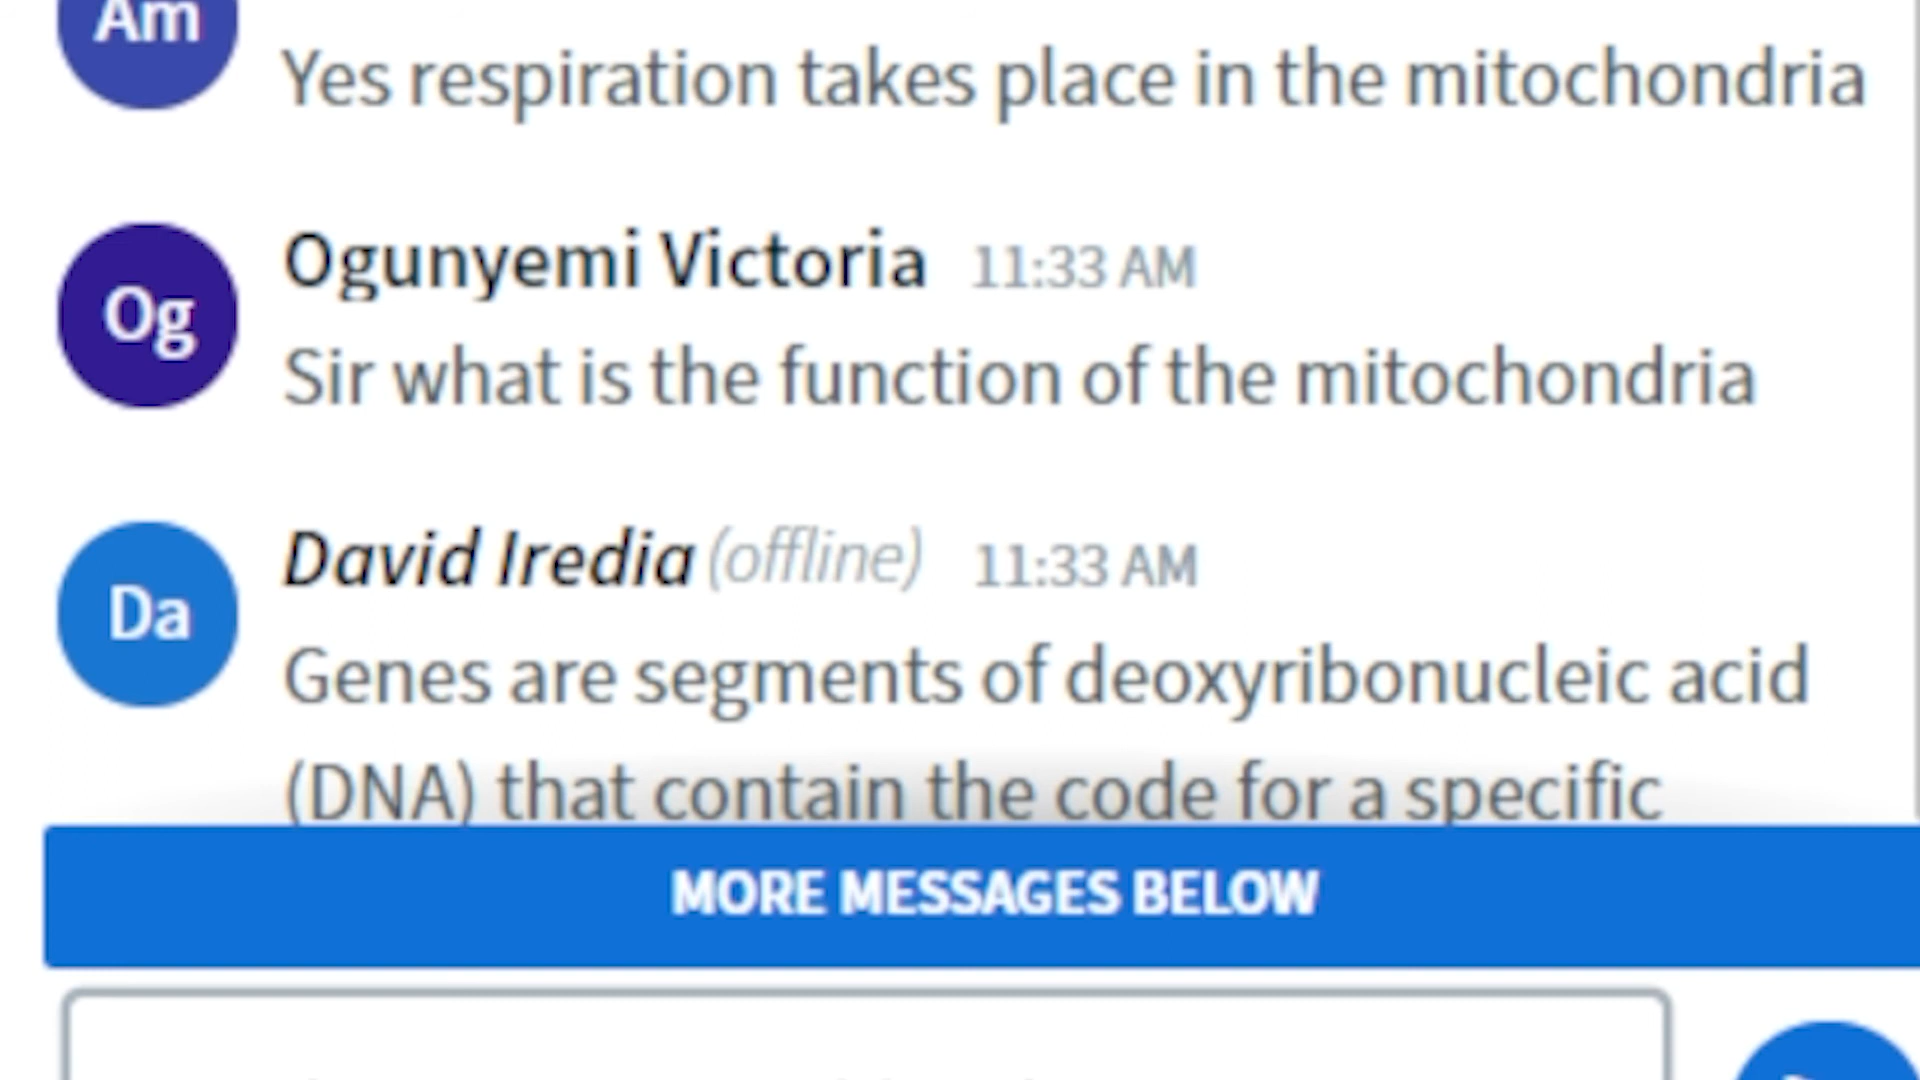 Am
Yes respiration takes place in the mitochondria
Og
Ogunyemi Victoria 11:33 AM
Sir what is the function of the mitochondria
Da
David Iredia (offline) 11:33 AM
Genes are segments of deoxyribonucleic acid
(DNA) that contain the code for a specific
MORE MESSAGES BELOW